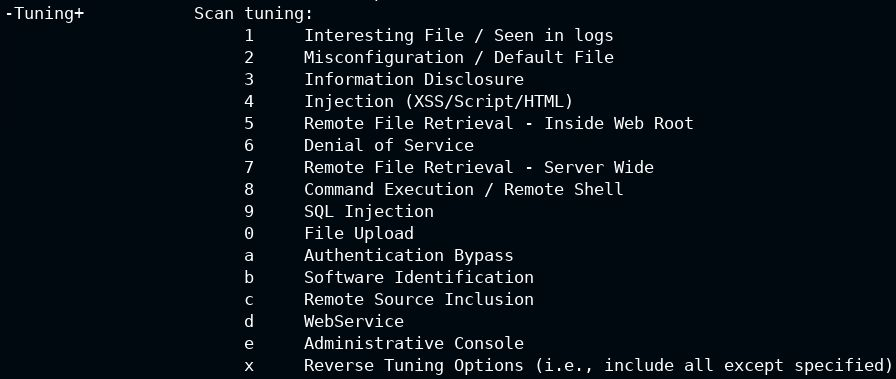 -Tuning+           Scan tuning:
1     Interesting File / Seen in logs
2     Misconfiguration / Default File
3     Information Disclosure
4     Injection (XSS/Script/HTML)
5     Remote File Retrieval - Inside Web Root
6     Denial of Service
7     Remote File Retrieval - Server Wide
8     Command Execution / Remote Shell
9     SQL Injection
0     File Upload
a     Authentication Bypass
b     Software Identification
c     Remote Source Inclusion
d     WebService
e     Administrative Console
x     Reverse Tuning Options (i.e., include all except specified)